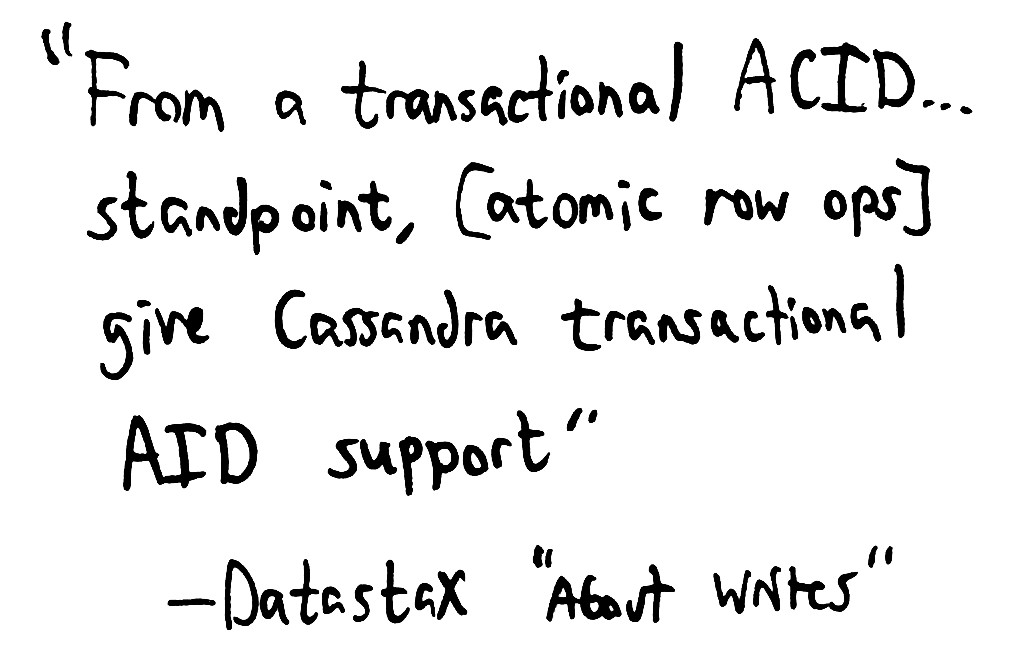 "From a transactional ACID...
standpoint, [atomic row ops]
give Cassandra transactional
AID support"
—Datastax "About Writes"